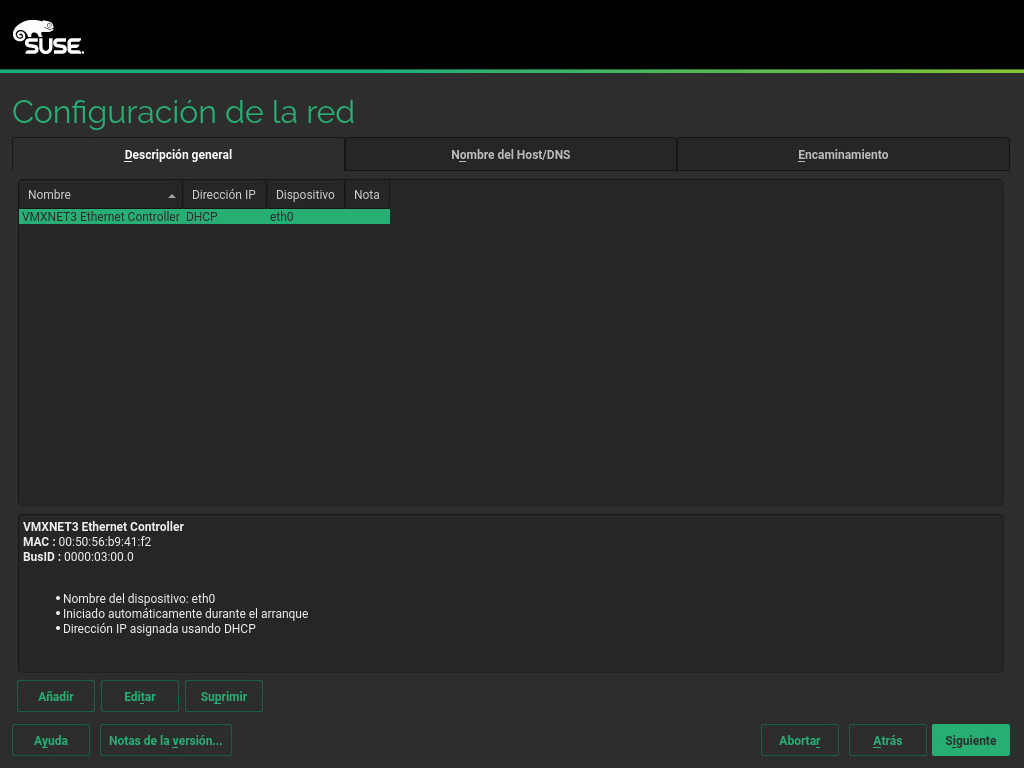 SUSE.
Configuración de la red
Descripción general Nombre del Host/DNS Encaminamiento
Nombre Dirección IP Dispositivo Nota
VMXNET3 Ethernet Controller DHCP eth0
VMXNET3 Ethernet Controller
MAC : 00:50:56:b9:41:f2
BusID : 0000:03:00.0
• Nombre del dispositivo: eth0
• Iniciado automáticamente durante el arranque
• Dirección IP asignada usando DHCP
Añadir Editar Suprimir
Ayuda Notas de la versión... Abortar Atrás Siguiente